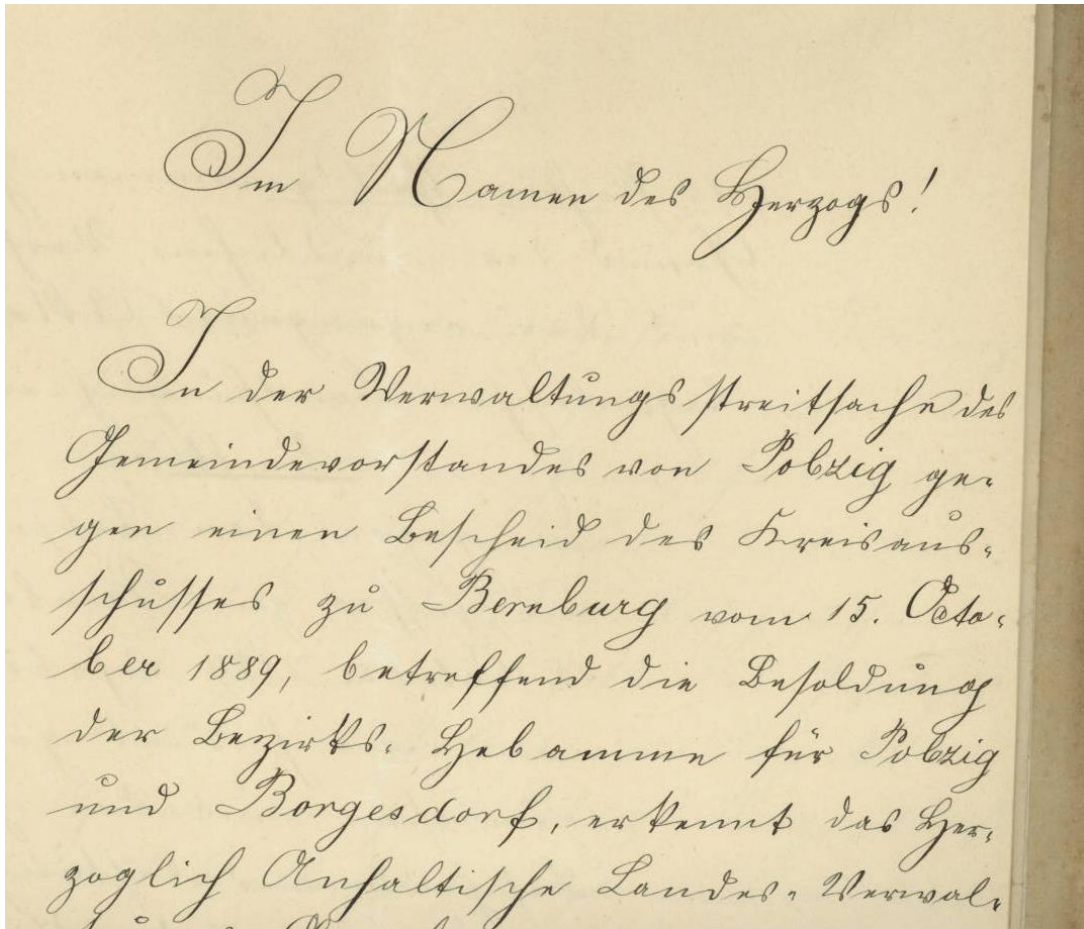 Im Namen des Herzogs!
In der Verwaltungsstreitsache des
Gemeindevorstandes von Pobzig ge-
gen einen Bescheid des Kreisaus-
schusses zu Bernburg vom 15. Octo-
ber 1889, betreffend die Besoldung
der Bezirks-Hebamme für Pobzig
und Borgesdorf, erkennt das Her-
zoglich Anhaltische Landes-Verwal-